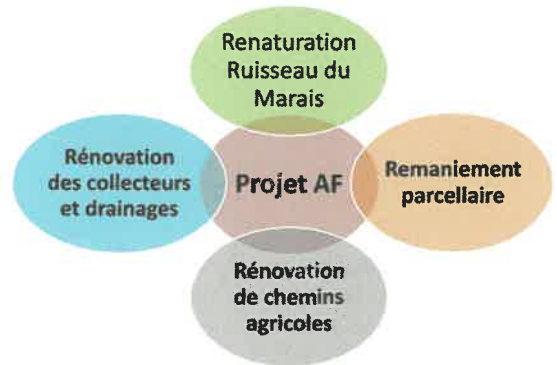 Renaturation
Ruisseau du
Marais
Rénovation
des collecteurs
et drainages
Projet AF
Remaniement
parcellaire
Rénovation
de chemins
agricoles